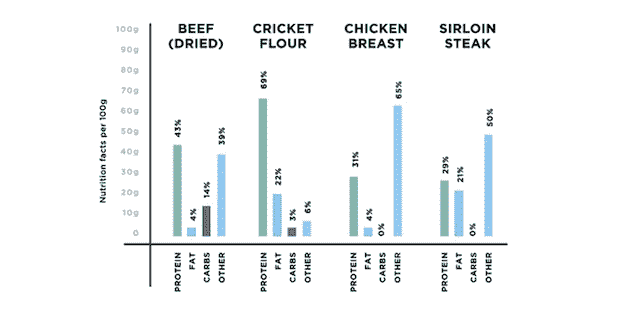 BEEF
(DRIED)
CRICKET
FLOUR
CHICKEN
BREAST
SIRLOIN
STEAK
Nutrition facts per 100g
100g
90g
80g
70g
60g
50g
40g
30g
20g
10g
0
43%
4%
14%
39%
69%
22%
3%
6%
31%
4%
0%
65%
29%
21%
0%
50%
PROTEIN
FAT
CARBS
OTHER
PROTEIN
FAT
CARBS
OTHER
PROTEIN
FAT
CARBS
OTHER
PROTEIN
FAT
CARBS
OTHER